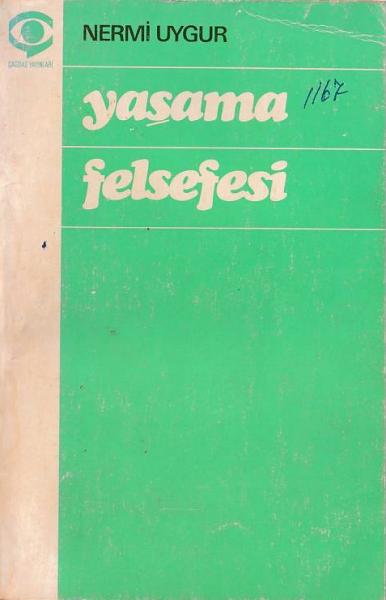 ÇAĞDAŞ YAYINLARI
NERMİ UYGUR
yaşama
1167
felsefesi